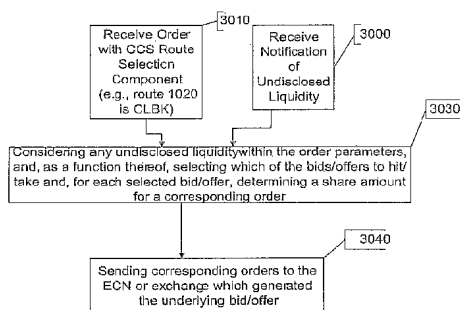 3010
Receive Order
with CCS Route
Selection
Component
(e.g., route 1020
is CLBK)
3000
Receive
Notification
of
Undisclosed
Liquidity
3030
Considering any undisclosed liquiditywithin the order parameters,
and, as a function thereof, selecting which of the bids/offers to hit/
take and, for each selected bid/offer, determining a share amount
for a corresponding order
3040
Sending corresponding orders to the
ECN or exchange which generated
the underlying bid/offer